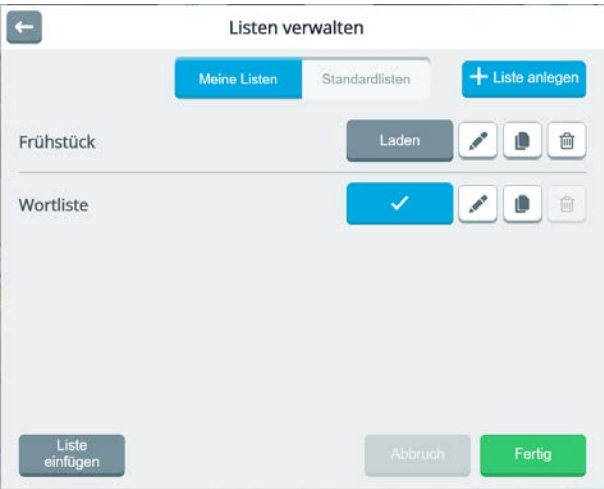 Listen verwalten
Meine Listen
Standardlisten
Liste anlegen
Frühstück
Laden
Wortliste
Liste
einfügen
Abbruch
Fertig